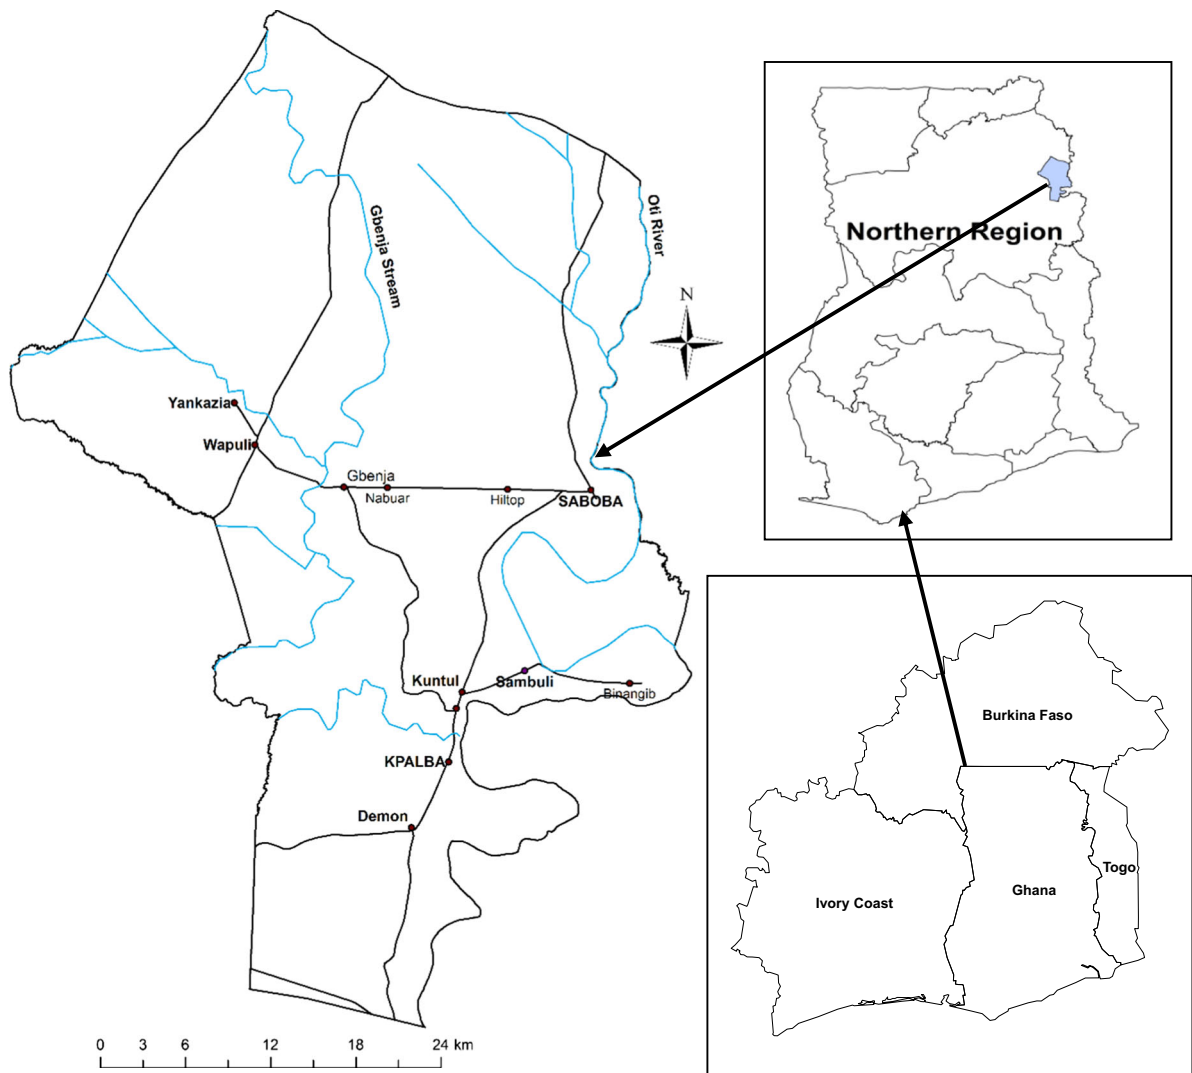 Oti River
Gbenja Stream
N
Yankazia
Wapuli
Gbenja
Nabuar
Hiltop
SABOBA
Kuntul
Sambuli
Binangib
KPALBA
Demon
0 3 6 12 18 24 km
Northern Region
Burkina Faso
Togo
Ghana
Ivory Coast